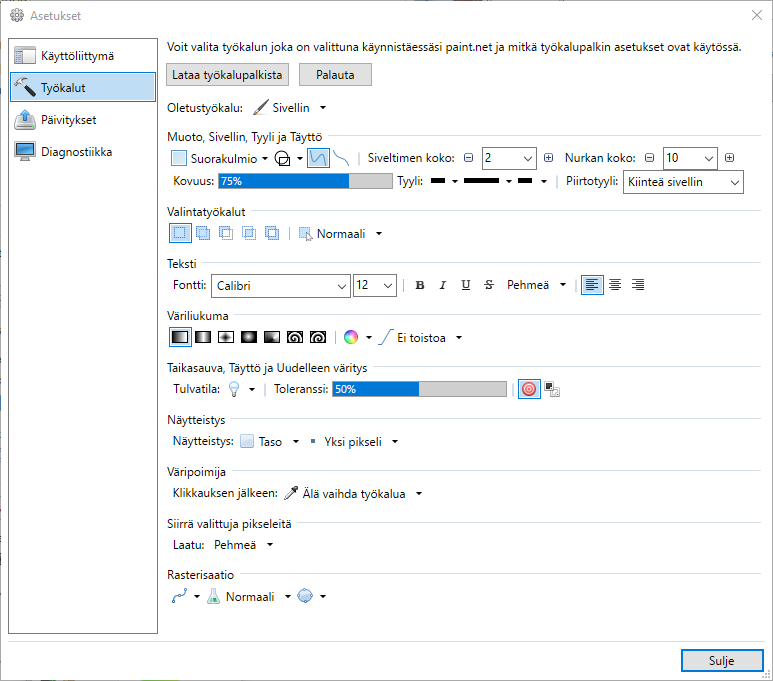 Asetukset
Käyttöliittymä
Työkalut
Päivitykset
Diagnostiikka
Voit valita työkalun joka on valittuna käynnistäessäsi paint.net ja mitkä työkalupalkin asetukset ovat käytössä.
Lataa työkalupalkista Palauta
Oletustyökalu: Sivellin
Muoto, Sivellin, Tyyli ja Täyttö
Suorakulmio Siveltimen koko: 2 Nurkan koko: 10
Kovuus: 75% Tyyli: Piirtotyyli: Kiinteä sivellin
Valintatyökalut
Normaali
Teksti
Fontti: Calibri 12 B I U S Pehmeä
Väriliukuma
Ei toistoa
Taikasauva, Täyttö ja Uudelleen väritys
Tulvatila: Toleranssi: 50%
Näytteistys
Näytteistys: Taso Yksi pikseli
Väripoimija
Klikkauksen jälkeen: Älä vaihda työkalua
Siirrä valittuja pikseleitä
Laatu: Pehmeä
Rasterisaatio
Normaali
Sulje